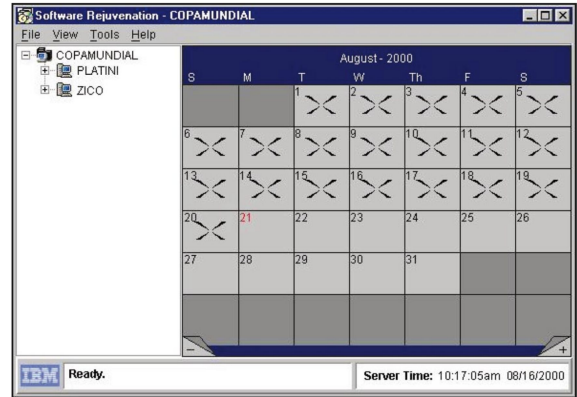 Software Rejuvenation - COPAMUNDIAL
File View Tools Help
COPAMUNDIAL
PLATINI
ZICO
August - 2000
S M T W Th F S
1 2 3 4 5
6 7 8 9 10 11 12
13 14 15 16 17 18 19
20 21 22 23 24 25 26
27 28 29 30 31
IBM Ready. Server Time: 10:17:05am 08/16/2000